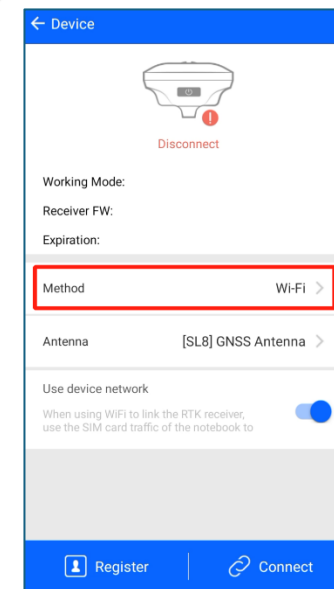 Device
Disconnect
Working Mode:
Receiver FW:
Expiration:
Method Wi-Fi
Antenna [SL8] GNSS Antenna
Use device network
When using WiFi to link the RTK receiver,
use the SIM card traffic of the notebook to
Register Connect